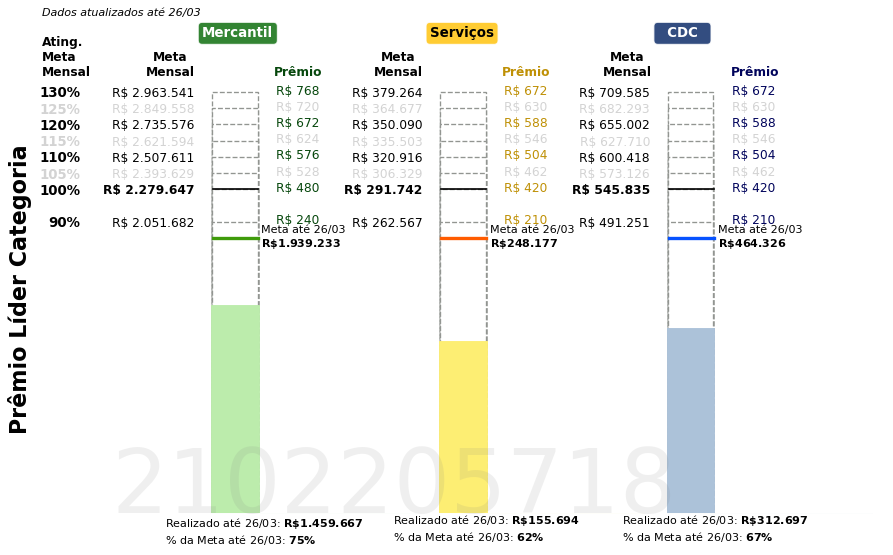 Dados atualizados até 26/03
Mercantil
Serviços
CDC
Ating. Meta Mensal
Meta Mensal
Prêmio
Meta Mensal
Prêmio
Meta Mensal
Prêmio
130% R$ 2.963.541 R$ 768 R$ 379.264 R$ 672 R$ 709.585 R$ 672
125% R$ 2.849.558 R$ 720 R$ 364.677 R$ 630 R$ 682.293 R$ 630
120% R$ 2.735.576 R$ 672 R$ 350.090 R$ 588 R$ 655.002 R$ 588
115% R$ 2.621.594 R$ 624 R$ 335.503 R$ 546 R$ 627.710 R$ 546
110% R$ 2.507.611 R$ 576 R$ 320.916 R$ 504 R$ 600.418 R$ 504
105% R$ 2.393.629 R$ 528 R$ 306.329 R$ 462 R$ 573.126 R$ 462
100% R$ 2.279.647 R$ 480 R$ 291.742 R$ 420 R$ 545.835 R$ 420
90% R$ 2.051.682 R$ 240 R$ 262.567 R$ 210 R$ 491.251 R$ 210
Meta até 26/03
R$1.939.233
Meta até 26/03
R$248.177
Meta até 26/03
R$464.326
Prêmio Líder Categoria
2102205718
Realizado até 26/03: R$1.459.667
% da Meta até 26/03: 75%
Realizado até 26/03: R$155.694
% da Meta até 26/03: 62%
Realizado até 26/03: R$312.697
% da Meta até 26/03: 67%